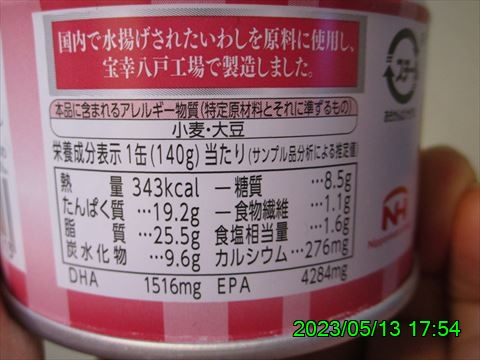 国内で水揚げされたいわしを原料に使用し、
宝幸八戸工場で製造しました。
本品に含まれるアレルギー物質(特定原材料とそれに準ずるもの)
小麦・大豆
栄養成分表示 1缶(140g)当たり(サンプル品分析による推定値)
熱量 343kcal
たんぱく質 …19.2g
脂質 …25.5g
炭水化物 …9.6g
―糖質 …8.5g
―食物繊維 …1.1g
食塩相当量 …1.6g
カルシウム…276mg
DHA 1516mg EPA 4284mg
スチール
NH
2023/05/13 17:54